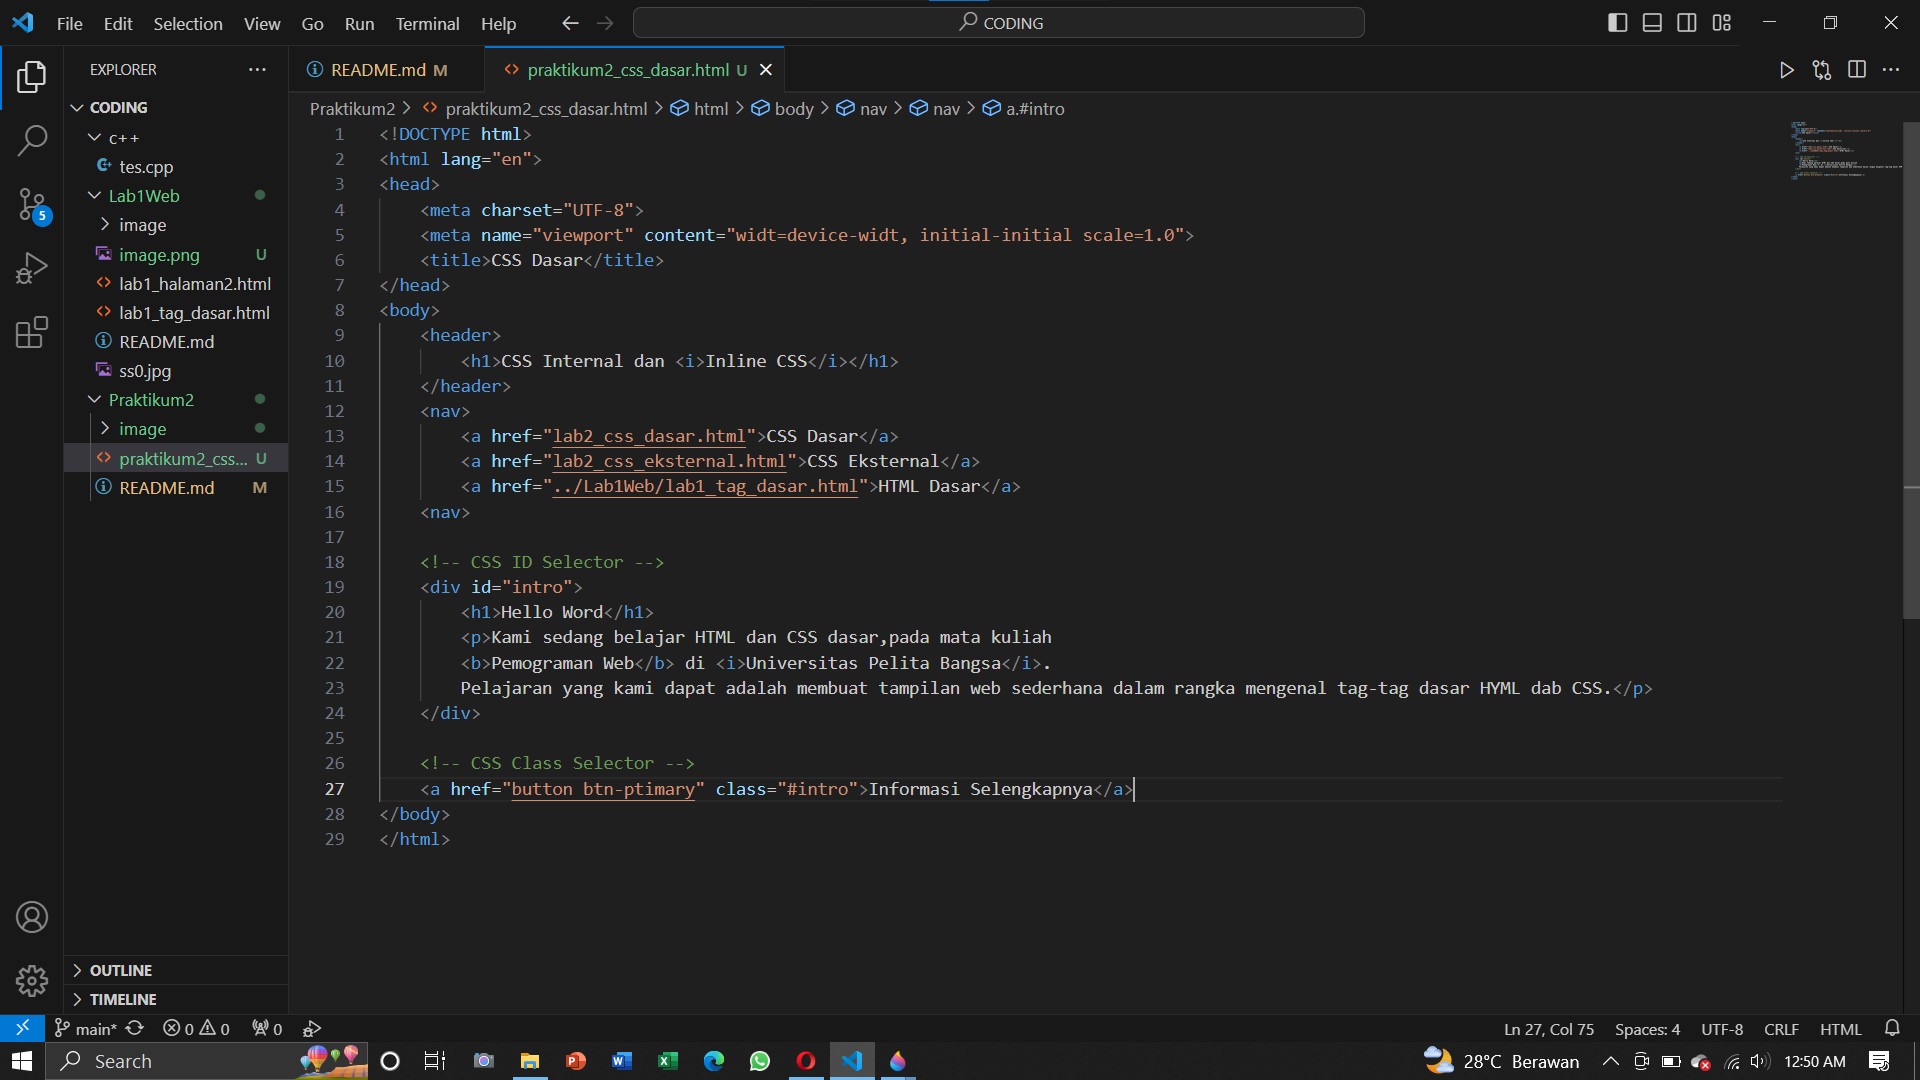 File Edit Selection View Go Run Terminal Help CODING
EXPLORER
README.md M praktikum2_css_dasar.html U
Praktikum2 > praktikum2_css_dasar.html > html > body > nav > nav > a.#intro
CODING
c++
tes.cpp
Lab1Web
image
image.png U
lab1_halaman2.html
lab1_tag_dasar.html
README.md
ss0.jpg
Praktikum2
image
praktikum2_css... U
README.md M
OUTLINE
TIMELINE
5
1 <!DOCTYPE html>
2 <html lang="en">
3 <head>
4 <meta charset="UTF-8">
5 <meta name="viewport" content="widt=device-widt, initial-initial scale=1.0">
6 <title>CSS Dasar</title>
7 </head>
8 <body>
9 <header>
10 <h1>CSS Internal dan <i>Inline CSS</i></h1>
11 </header>
12 <nav>
13 <a href="lab2_css_dasar.html">CSS Dasar</a>
14 <a href="lab2_css_eksternal.html">CSS Eksternal</a>
15 <a href="../Lab1Web/lab1_tag_dasar.html">HTML Dasar</a>
16 <nav>
17
18 <!-- CSS ID Selector -->
19 <div id="intro">
20 <h1>Hello Word</h1>
21 <p>Kami sedang belajar HTML dan CSS dasar,pada mata kuliah
22 <b>Pemograman Web</b> di <i>Universitas Pelita Bangsa</i>.
23 Pelajaran yang kami dapat adalah membuat tampilan web sederhana dalam rangka mengenal tag-tag dasar HYML dab CSS.</p>
24 </div>
25
26 <!-- CSS Class Selector -->
27 <a href="button btn-ptimary" class="#intro">Informasi Selengkapnya</a>
28 </body>
29 </html>
main* 0 0 0 Ln 27, Col 75 Spaces: 4 UTF-8 CRLF HTML
Search 28°C Berawan 12:50 AM